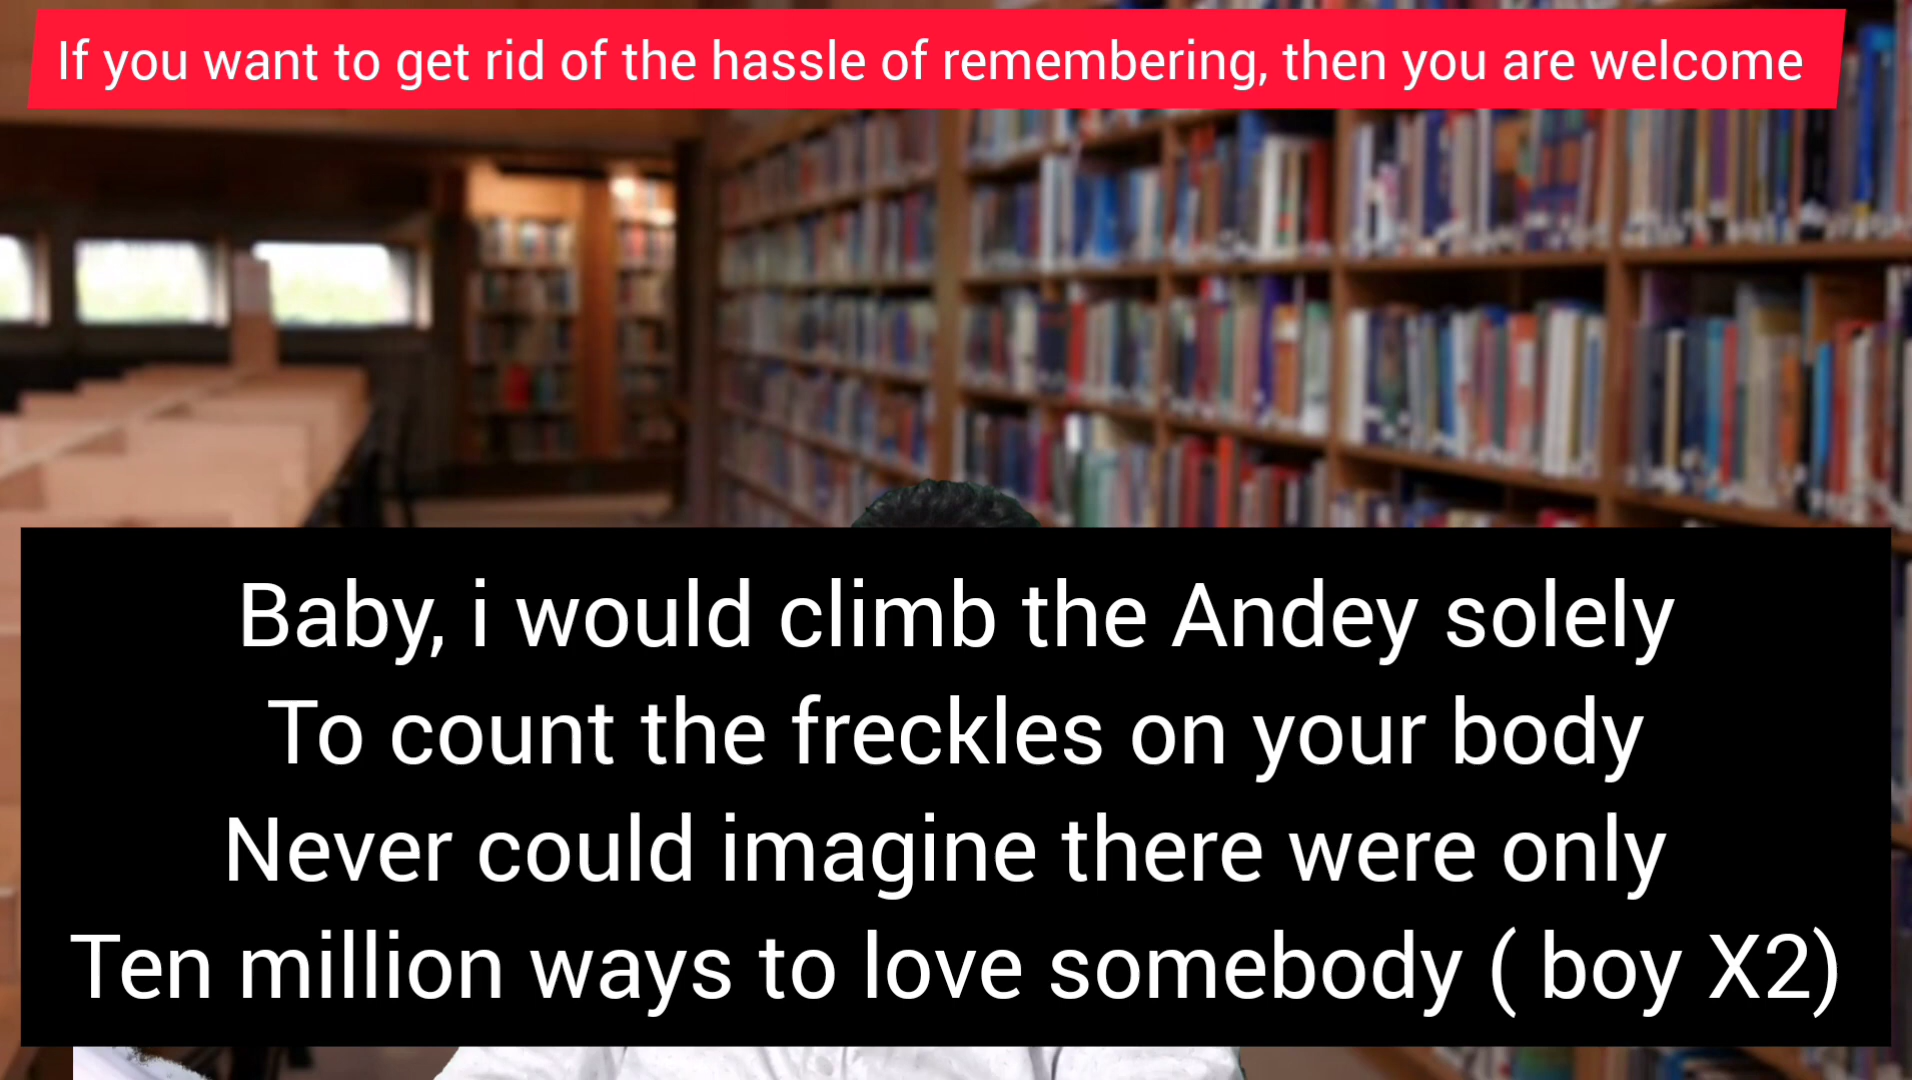 If you want to get rid of the hassle of remembering, then you are welcome
Baby, i would climb the Andey solely
To count the freckles on your body
Never could imagine there were only
Ten million ways to love somebody ( boy X2)